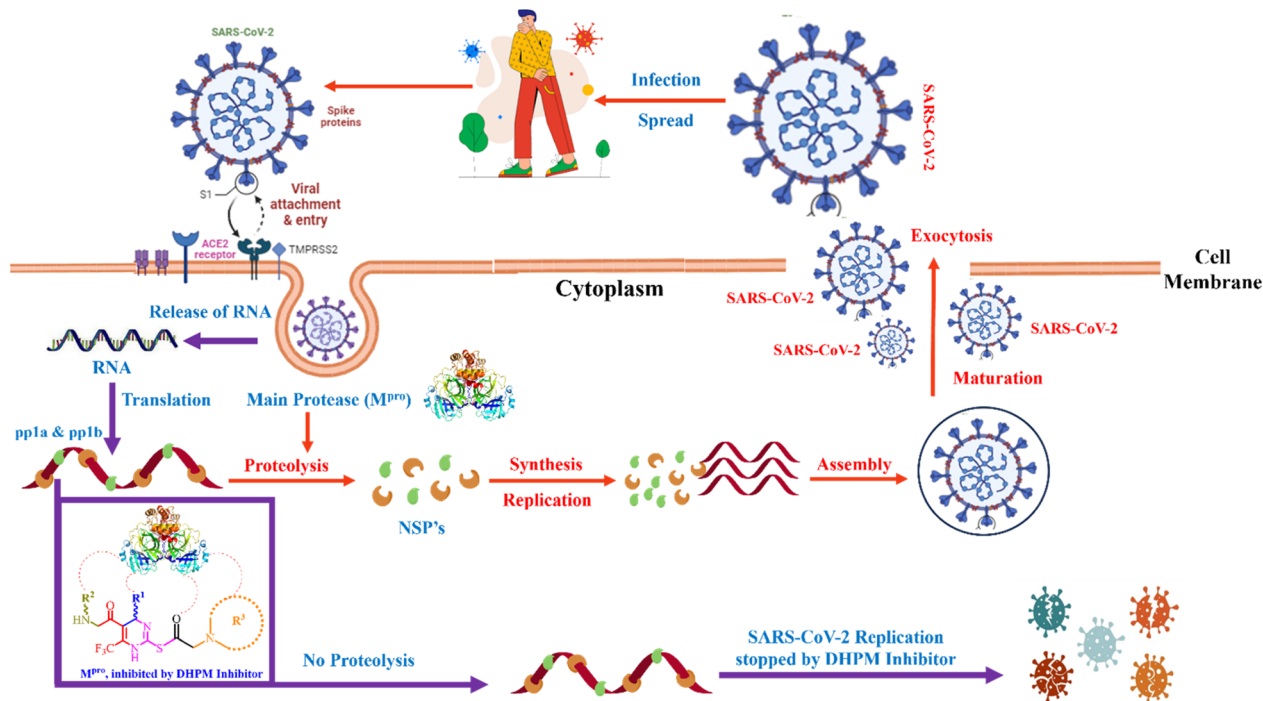 SARS-CoV-2
Spike
proteins
S1
Viral
attachment
& entry
Infection
Spread
SARS-CoV-2
ACE2
receptor
TMPRSS2
Exocytosis
Cell
Membrane
Cytoplasm
SARS-CoV-2
SARS-CoV-2
SARS-CoV-2
Release of RNA
RNA
Translation
Main Protease (Mᵖʳᵒ)
Maturation
pp1a & pp1b
Proteolysis
NSP's
Synthesis
Replication
Assembly
R²
HN
O
R¹
N
F₃C
N
H
S
O
N
R³
Mᵖʳᵒ, inhibited by DHPM Inhibitor
No Proteolysis
SARS-CoV-2 Replication
stopped by DHPM Inhibitor